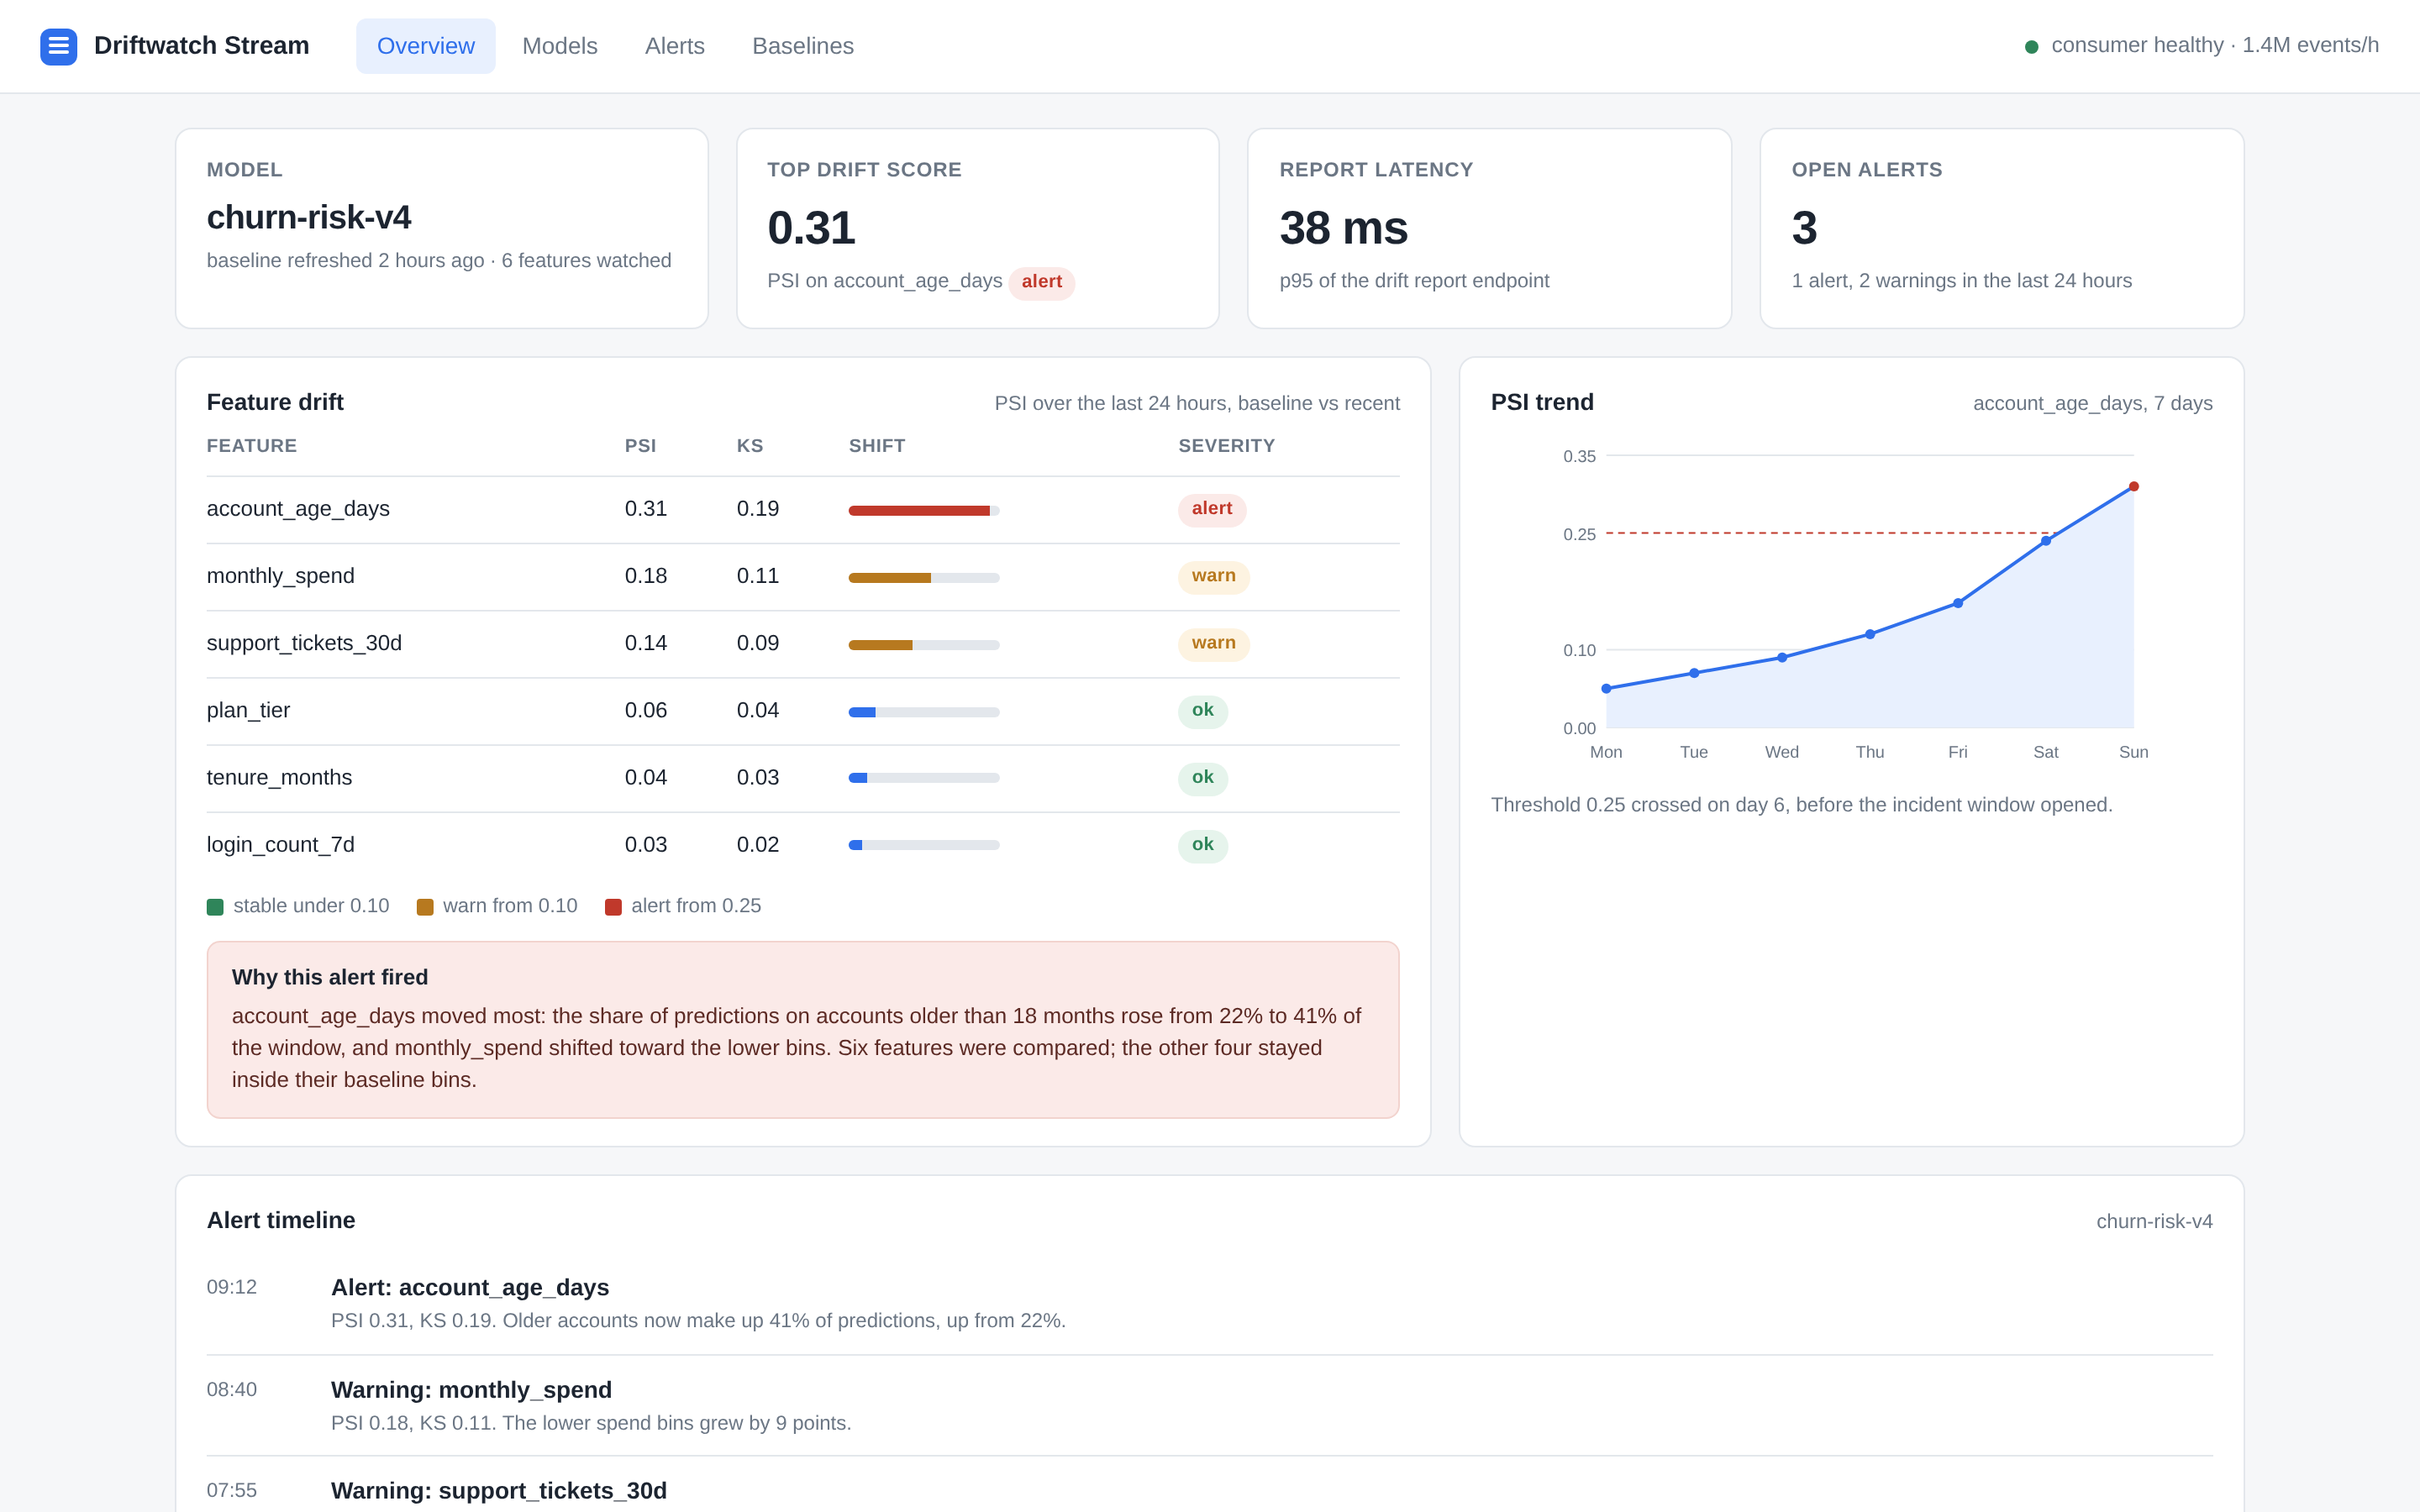 Driftwatch Stream
Overview
Models
Alerts
Baselines
consumer healthy · 1.4M events/h
MODEL
churn-risk-v4
baseline refreshed 2 hours ago · 6 features watched
TOP DRIFT SCORE
0.31
PSI on account_age_days alert
REPORT LATENCY
38 ms
p95 of the drift report endpoint
OPEN ALERTS
3
1 alert, 2 warnings in the last 24 hours
Feature drift
PSI over the last 24 hours, baseline vs recent
FEATURE PSI KS SHIFT SEVERITY
account_age_days 0.31 0.19 alert
monthly_spend 0.18 0.11 warn
support_tickets_30d 0.14 0.09 warn
plan_tier 0.06 0.04 ok
tenure_months 0.04 0.03 ok
login_count_7d 0.03 0.02 ok
stable under 0.10 warn from 0.10 alert from 0.25
Why this alert fired
account_age_days moved most: the share of predictions on accounts older than 18 months rose from 22% to 41% of
the window, and monthly_spend shifted toward the lower bins. Six features were compared; the other four stayed
inside their baseline bins.
PSI trend
account_age_days, 7 days
0.35
0.25
0.10
0.00
Mon Tue Wed Thu Fri Sat Sun
Threshold 0.25 crossed on day 6, before the incident window opened.
Alert timeline
churn-risk-v4
09:12
Alert: account_age_days
PSI 0.31, KS 0.19. Older accounts now make up 41% of predictions, up from 22%.
08:40
Warning: monthly_spend
PSI 0.18, KS 0.11. The lower spend bins grew by 9 points.
07:55
Warning: support_tickets_30d